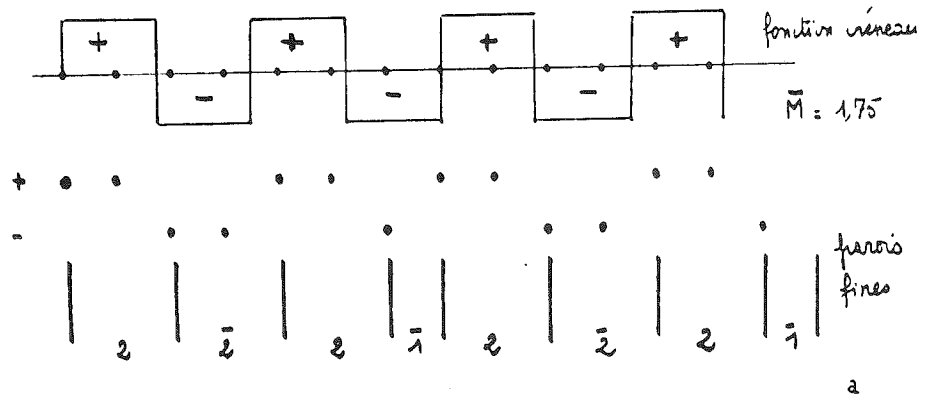 + + + +
fonction créneau
- - -
M̄ = 1,75
+
-
parois
fines
2 2̄ 2 1̄ 2 2̄ 2 1̄
a